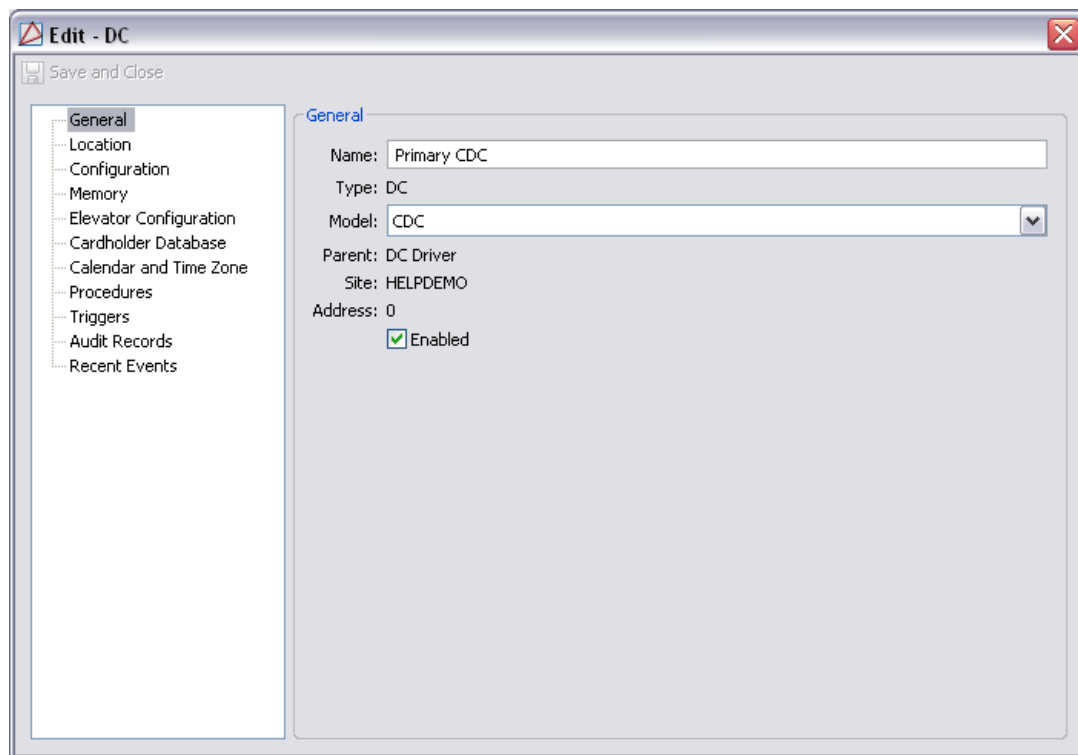 Edit - DC
Save and Close
General
Location
Configuration
Memory
Elevator Configuration
Cardholder Database
Calendar and Time Zone
Procedures
Triggers
Audit Records
Recent Events
General
Name: Primary CDC
Type: DC
Model: CDC
Parent: DC Driver
Site: HELPDEMO
Address: 0
Enabled